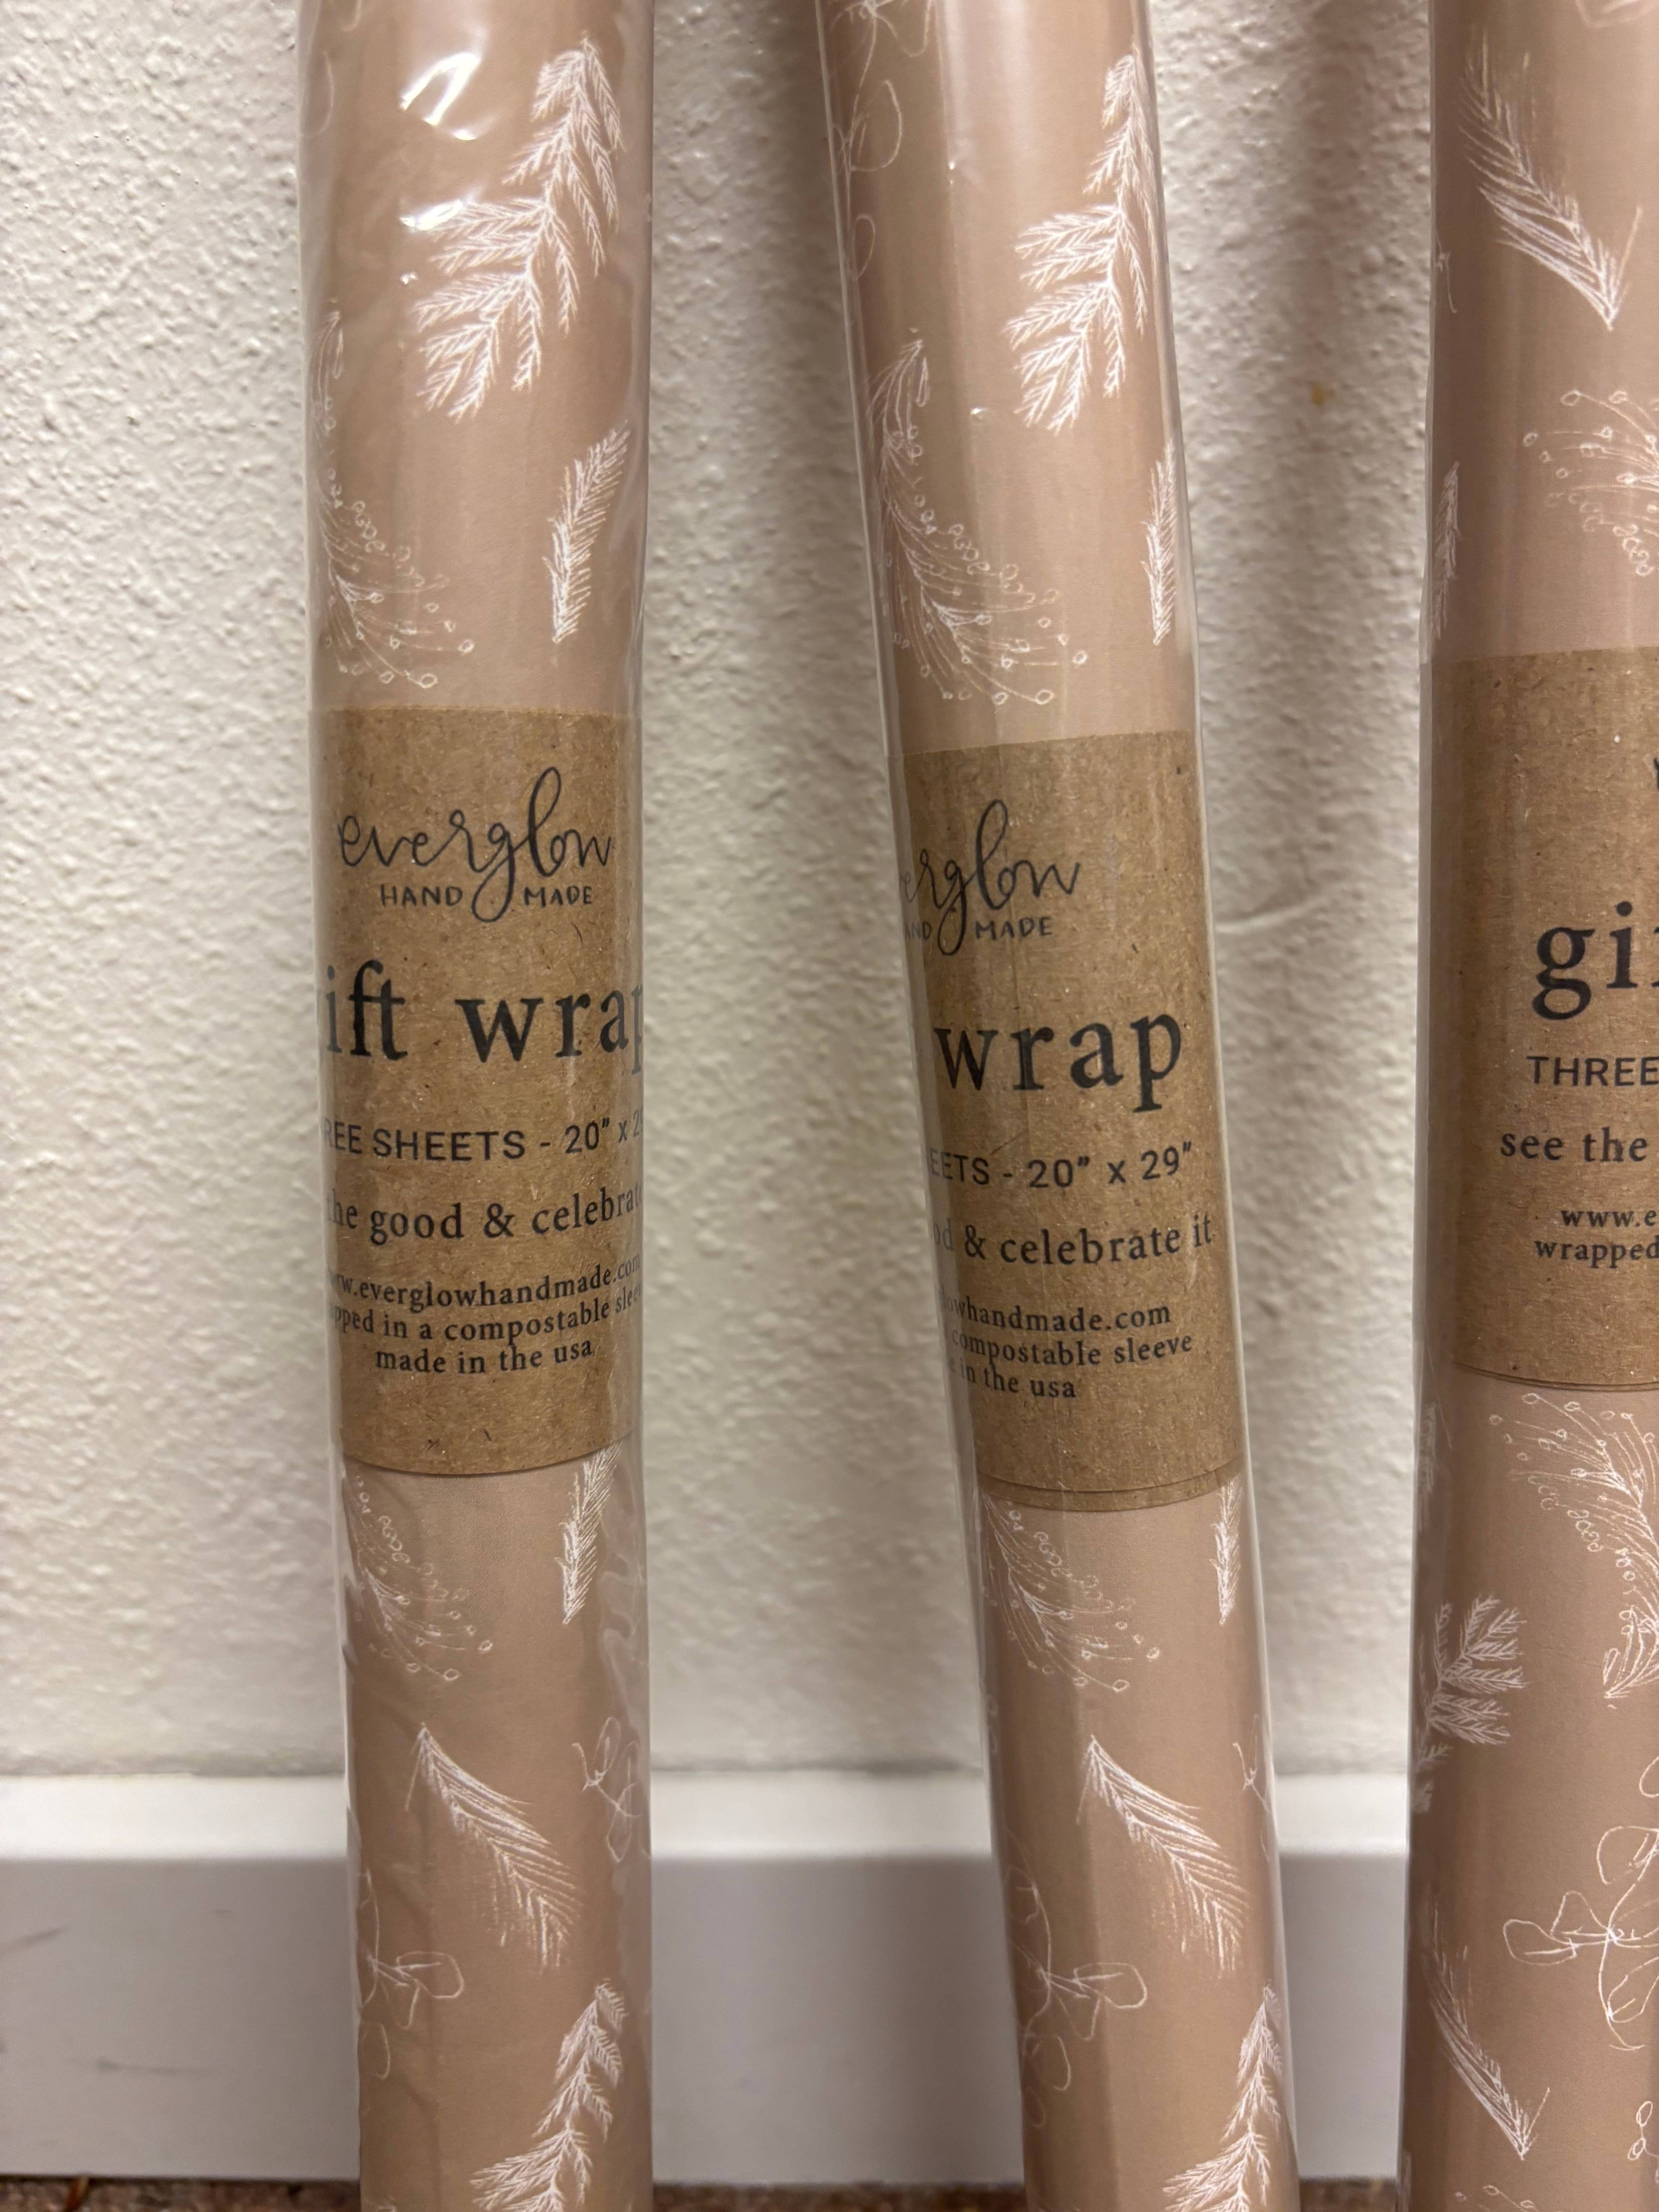 everglow
HAND MADE
ift wrap
REE SHEETS - 20" x 2
the good & celebrate
www.everglowhandmade.com
pped in a compostable sleeve
made in the usa
erglow
AND MADE
wrap
EETS - 20" x 29"
od & celebrate it
lowhandmade.com
compostable sleeve
in the usa
gi
THREE
see the
www.e
wrapped